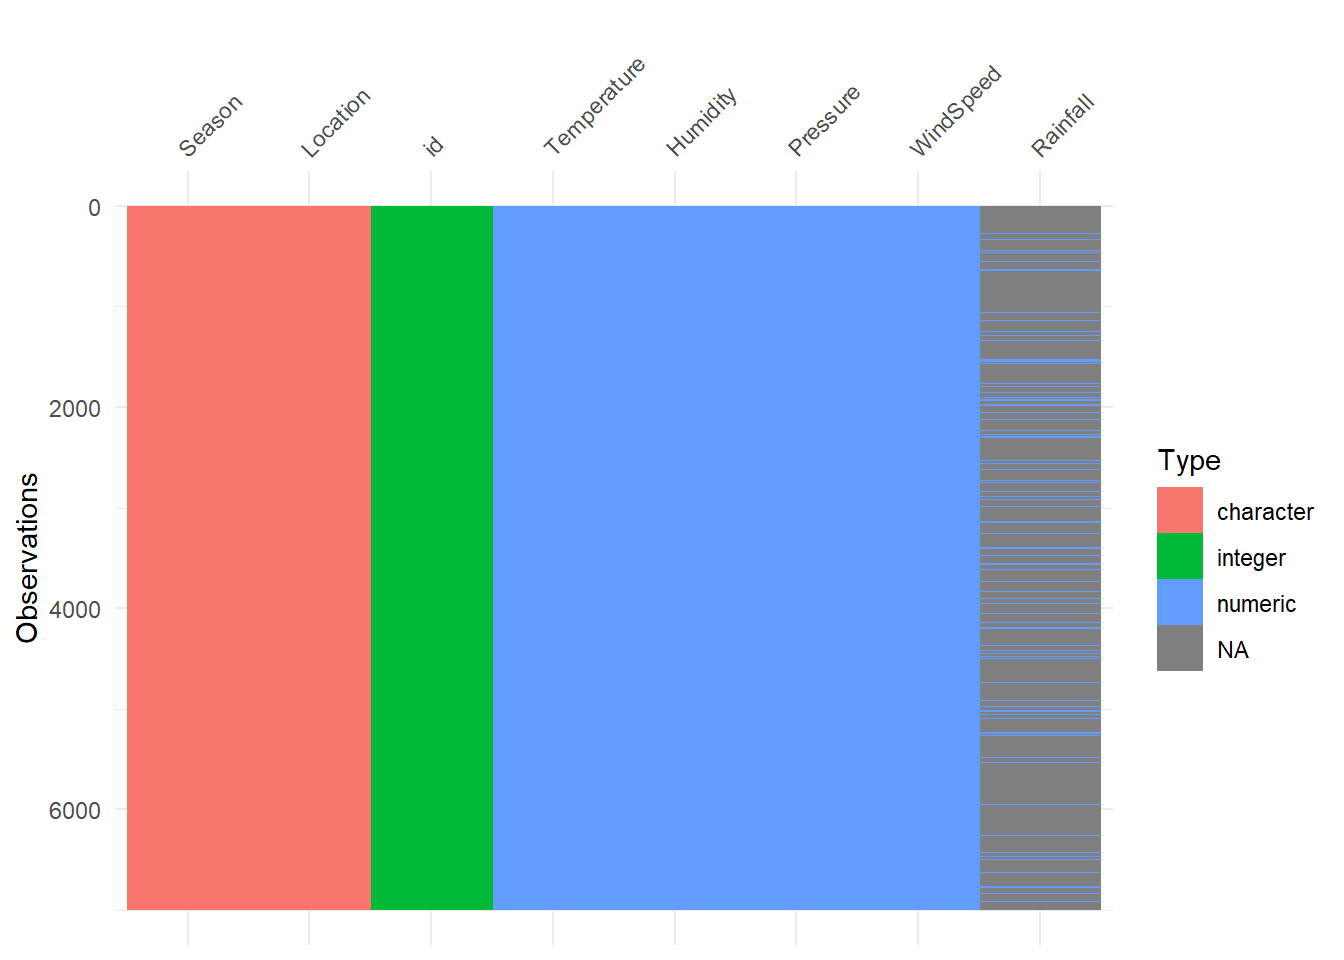 Season
Location
id
Temperature
Humidity
Pressure
WindSpeed
Rainfall
0
2000
4000
6000
Observations
Type
character
integer
numeric
NA